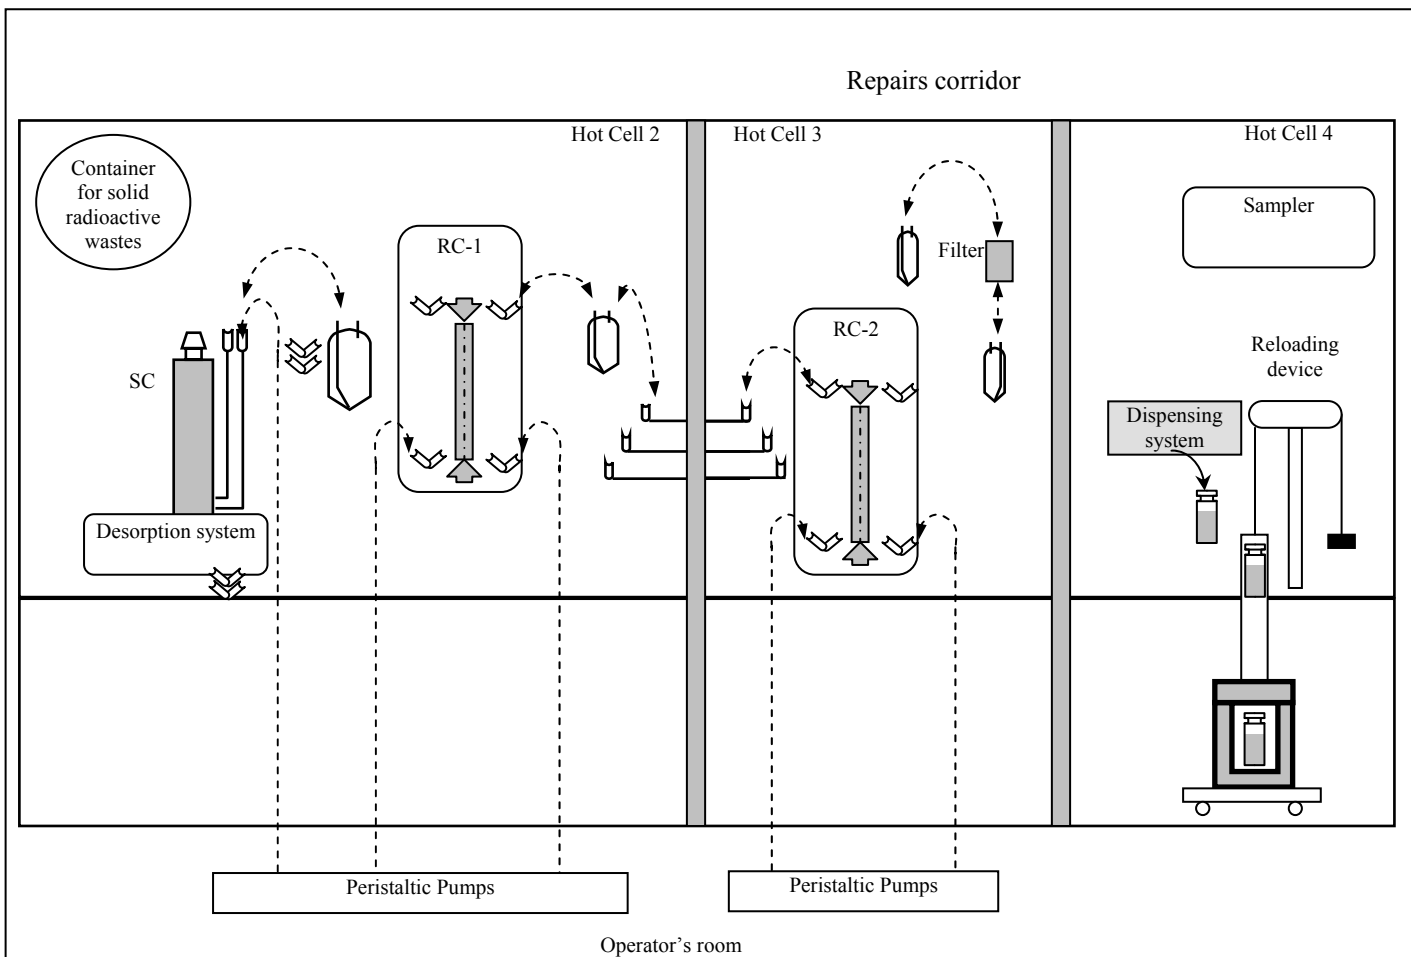 Repairs corridor
Hot Cell 2
Hot Cell 3
Hot Cell 4
Container
for solid
radioactive
wastes
RC-1
Sampler
Filter
RC-2
SC
Reloading
device
Dispensing
system
Desorption system
Peristaltic Pumps
Peristaltic Pumps
Operator’s room